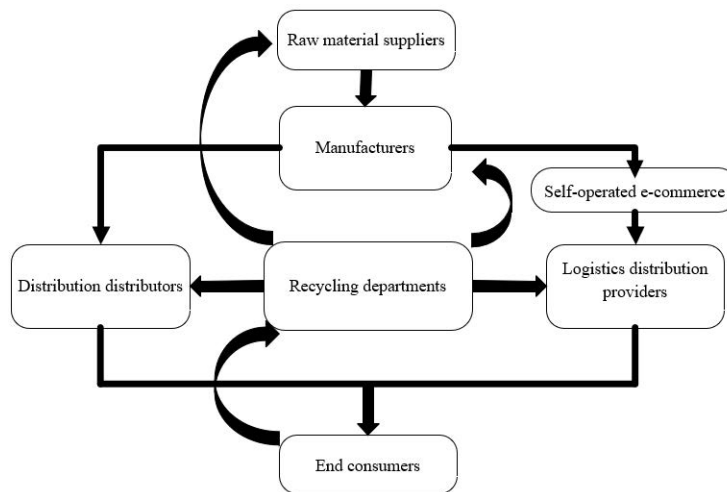 Raw material suppliers
Manufacturers
Self-operated e-commerce
Distribution distributors
Recycling departments
Logistics distribution
providers
End consumers